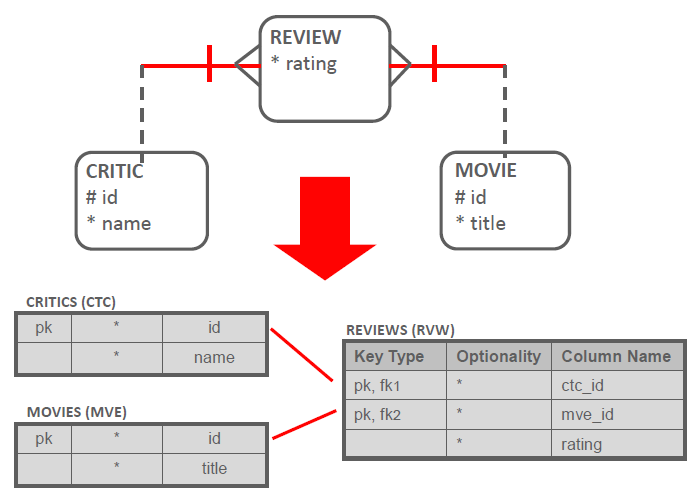 REVIEW
* rating
CRITIC
# id
* name
MOVIE
# id
* title
CRITICS (CTC)
pk * id
* name
MOVIES (MVE)
pk * id
* title
REVIEWS (RVW)
Key Type Optionality Column Name
pk, fk1 * ctc_id
pk, fk2 * mve_id
* rating